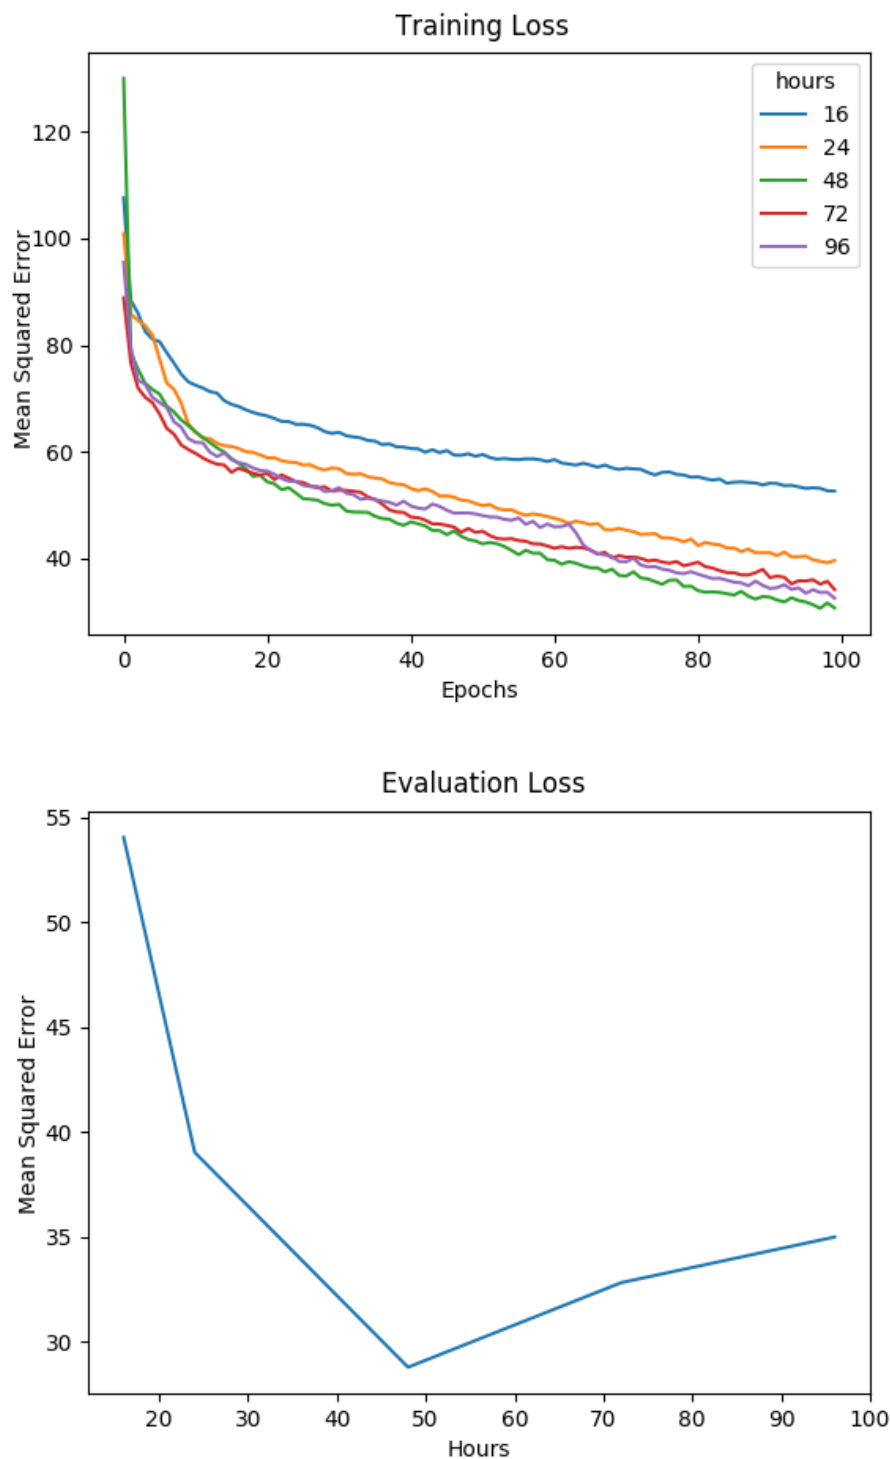 Training Loss
hours
16
24
48
72
96
120
100
80
60
40
Mean Squared Error
0 20 40 60 80 100
Epochs
Evaluation Loss
55
50
45
40
35
30
Mean Squared Error
20 30 40 50 60 70 80 90 100
Hours